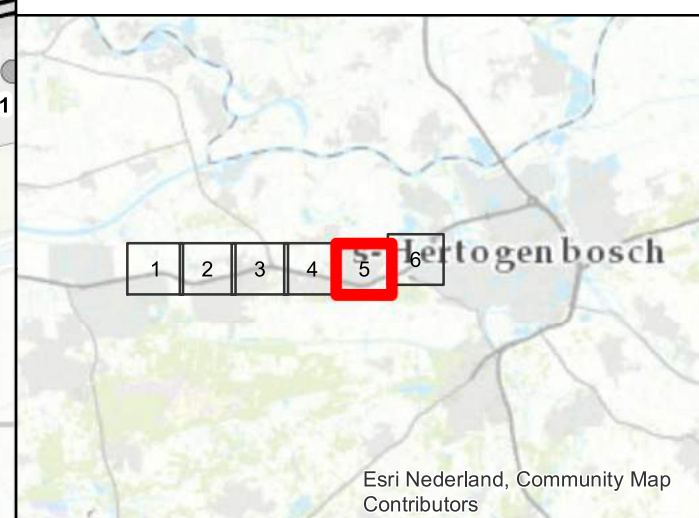 1
1 2 3 4 5 6
s-Hertogenbosch
Esri Nederland, Community Map
Contributors